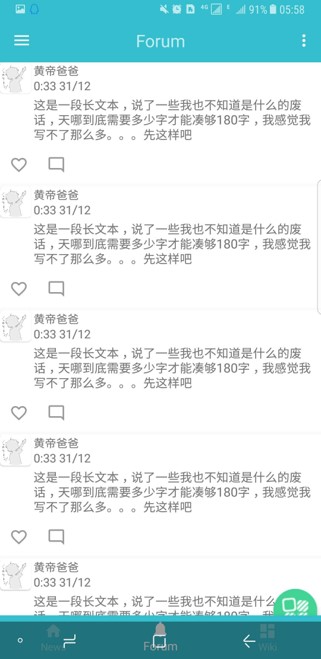 4G
E
91%
05:58
Forum
黄帝爸爸
0:33 31/12
这是一段长文本，说了一些我也不知道是什么的废
话，天哪到底需要多少字才能凑够180字，我感觉我
写不了那么多。。。先这样吧
黄帝爸爸
0:33 31/12
这是一段长文本，说了一些我也不知道是什么的废
话，天哪到底需要多少字才能凑够180字，我感觉我
写不了那么多。。。先这样吧
黄帝爸爸
0:33 31/12
这是一段长文本，说了一些我也不知道是什么的废
话，天哪到底需要多少字才能凑够180字，我感觉我
写不了那么多。。。先这样吧
黄帝爸爸
0:33 31/12
这是一段长文本，说了一些我也不知道是什么的废
话，天哪到底需要多少字才能凑够180字，我感觉我
写不了那么多。。。先这样吧
黄帝爸爸
0:33 31/12
这是一段长文本，说了一些我也不知道是什么
话，天哪到底需要多少字才能凑够180字，我
Forum
Wiki